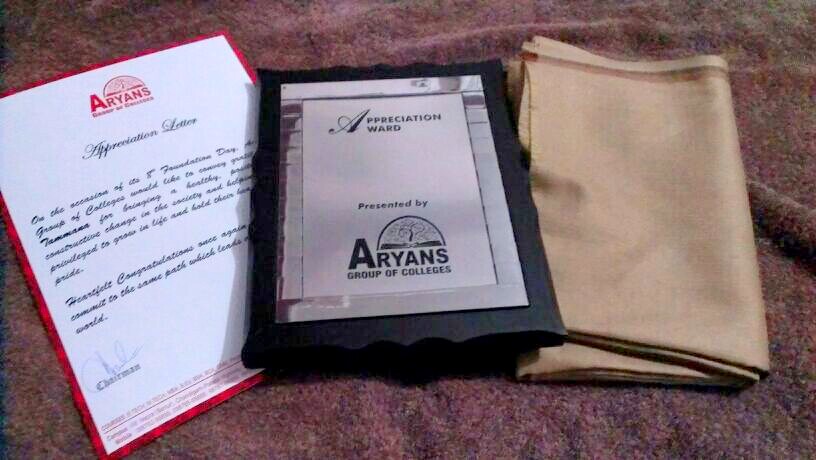 ARYANS
GROUP OF COLLEGES
Appreciation Letter
On the occasion of its 8th Foundation Day,
Group of Colleges would like to convey
Tammana for bringing a healthy,
constructive change in the society and
privileged to grow in life and hold their
pride.
Heartfelt Congratulations once again
commit to the same path which leads
world.
Chairman
APPRECIATION
AWARD
Presented by
ARYANS
GROUP OF COLLEGES